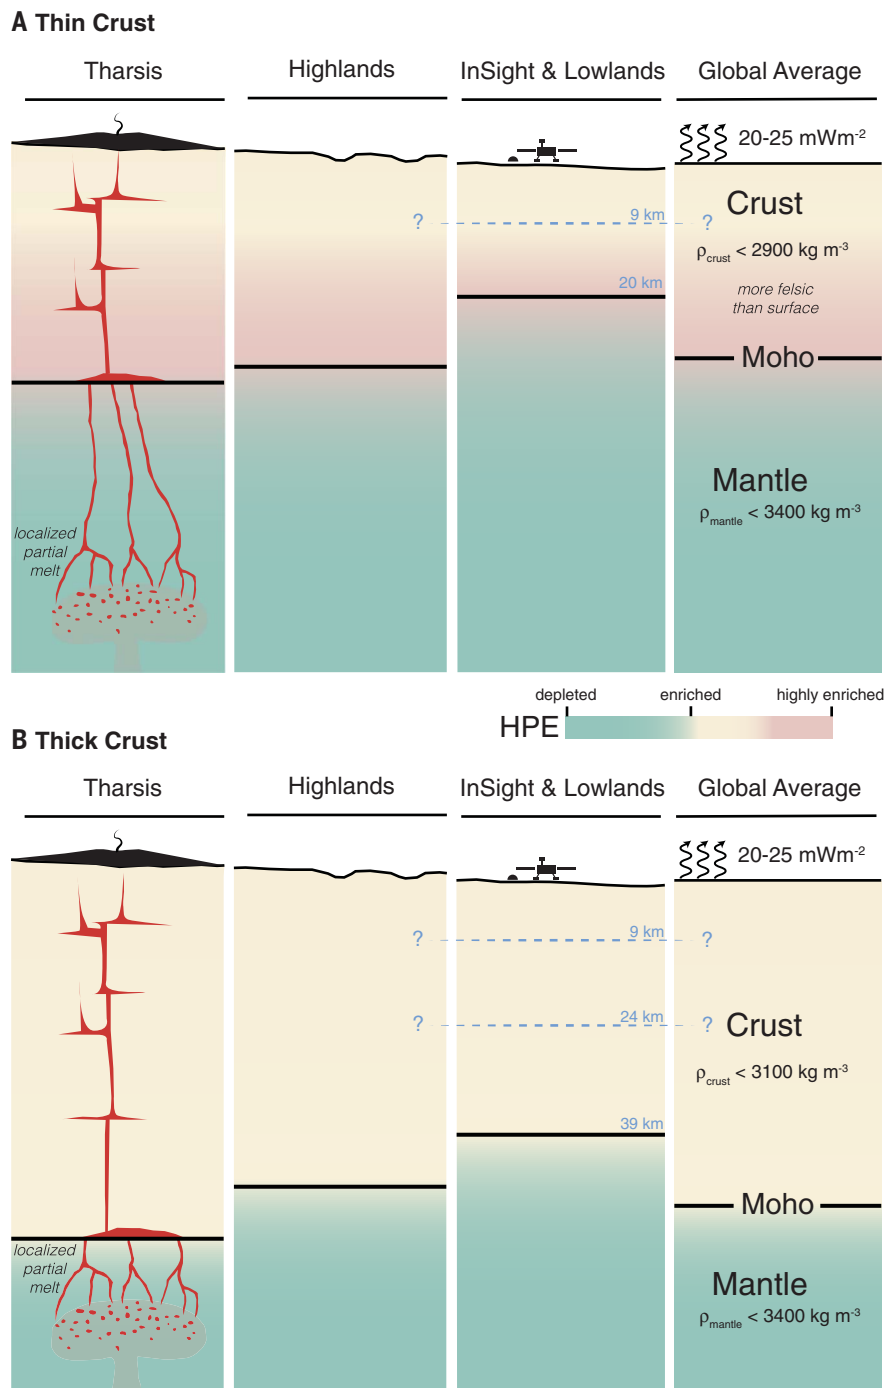 A Thin Crust
Tharsis
Highlands
InSight & Lowlands
Global Average
20-25 mWm-2
9 km
?
?
Crust
ρcrust < 2900 kg m-3
20 km
more felsic
than surface
Moho
Mantle
ρmantle < 3400 kg m-3
localized
partial
melt
depleted
enriched
highly enriched
HPE
B Thick Crust
Tharsis
Highlands
InSight & Lowlands
Global Average
20-25 mWm-2
?
9 km
?
?
24 km
?
Crust
ρcrust < 3100 kg m-3
39 km
Moho
localized
partial
melt
Mantle
ρmantle < 3400 kg m-3